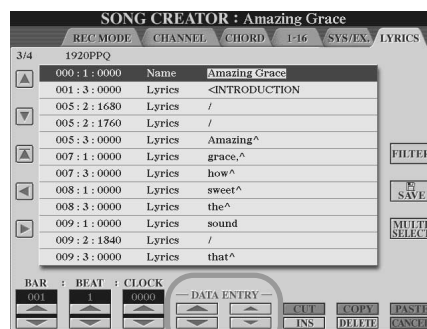 SONG CREATOR : Amazing Grace
REC MODE CHANNEL CHORD 1-16 SYS/EX. LYRICS
3/4 1920PPQ
000 : 1 : 0000 Name Amazing Grace
001 : 3 : 0000 Lyrics <INTRODUCTION
005 : 2 : 1680 Lyrics /
005 : 2 : 1760 Lyrics /
005 : 3 : 0000 Lyrics Amazing^
007 : 1 : 0000 Lyrics grace,^
007 : 3 : 0000 Lyrics how^
008 : 1 : 0000 Lyrics sweet^
008 : 3 : 0000 Lyrics the^
009 : 1 : 0000 Lyrics sound
009 : 2 : 1840 Lyrics /
009 : 3 : 0000 Lyrics that^
FILTER
SAVE
MULTI
SELECT
BAR : BEAT : CLOCK
001 1 0000
DATA ENTRY
CUT COPY PASTE
INS DELETE CANCEL